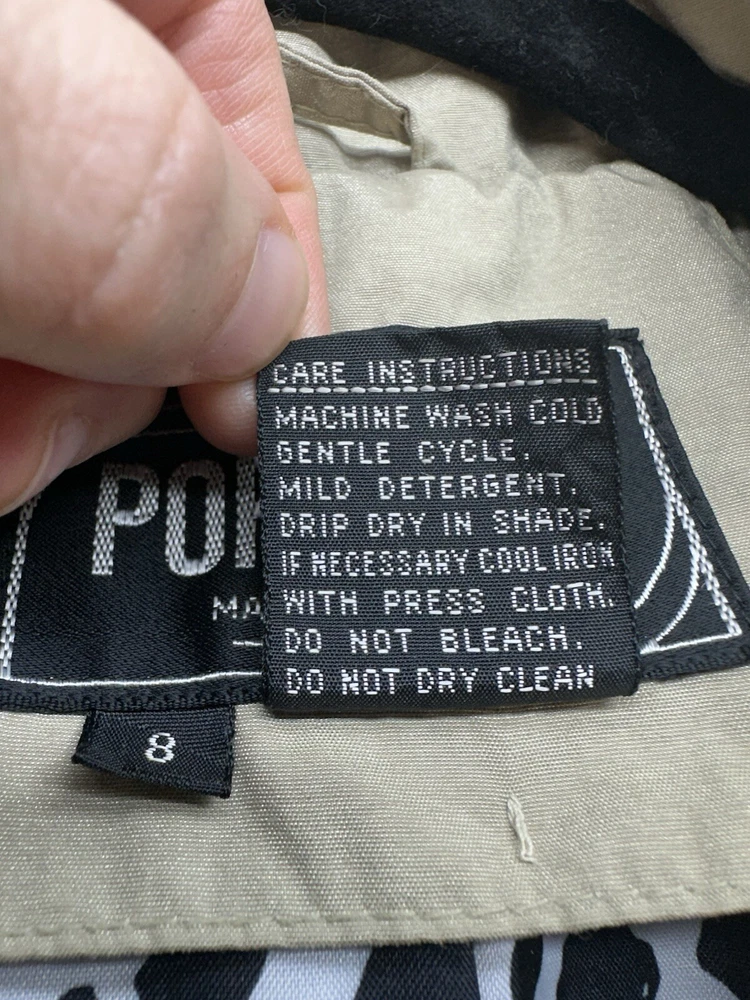 CARE INSTRUCTIONS
MACHINE WASH COLD
GENTLE CYCLE.
MILD DETERGENT.
DRIP DRY IN SHADE.
IF NECESSARY COOL IRON
WITH PRESS CLOTH.
DO NOT BLEACH.
DO NOT DRY CLEAN
8